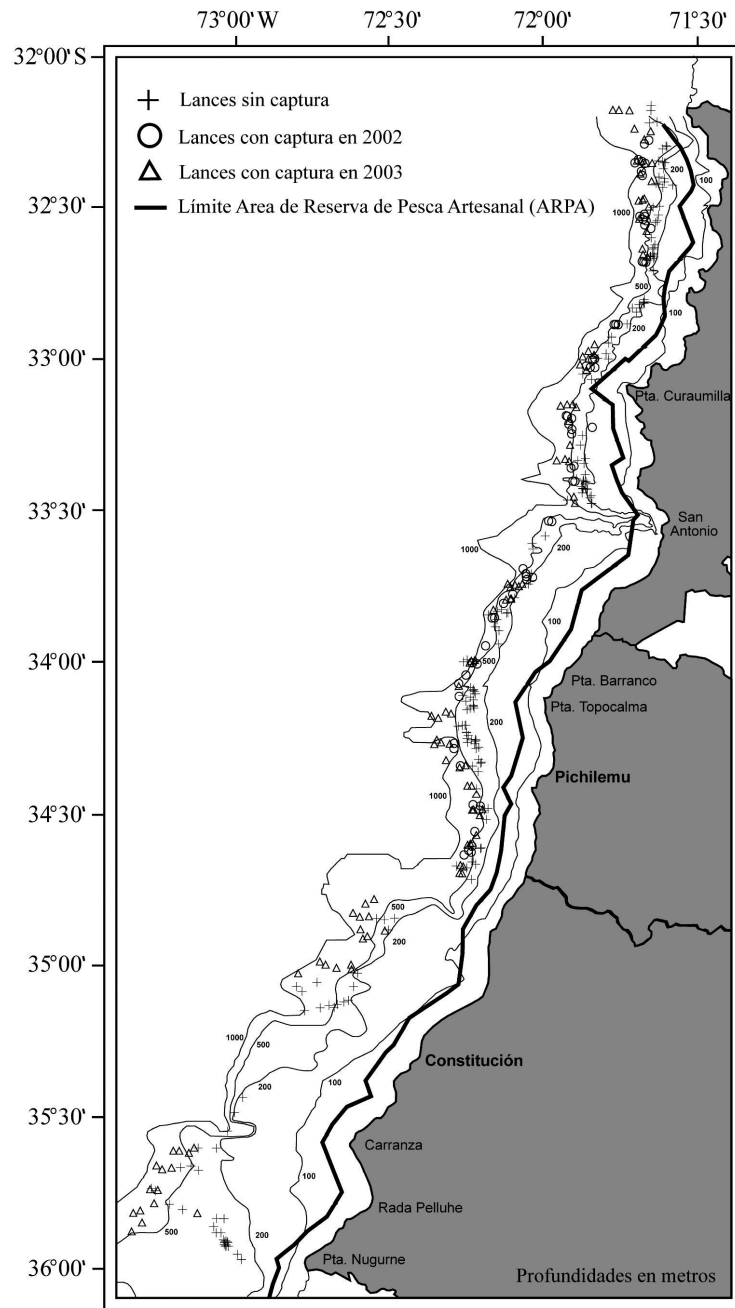 73°00'W 72°30' 72°00' 71°30'
32°00'S
Lances sin captura
Lances con captura en 2002
Lances con captura en 2003
Límite Area de Reserva de Pesca Artesanal (ARPA)
200
100
32°30'
1000
500
100
200
33°00'
Pta. Curaumilla
33°30'
San
Antonio
1000
200
100
34°00'
500
Pta. Barranco
200
Pta. Topocalma
Pichilemu
34°30'
1000
500
200
35°00'
1000
500
Constitución
200
100
35°30'
Carranza
100
Rada Pelluhe
500
200
36°00'
Pta. Nugurne
Profundidades en metros